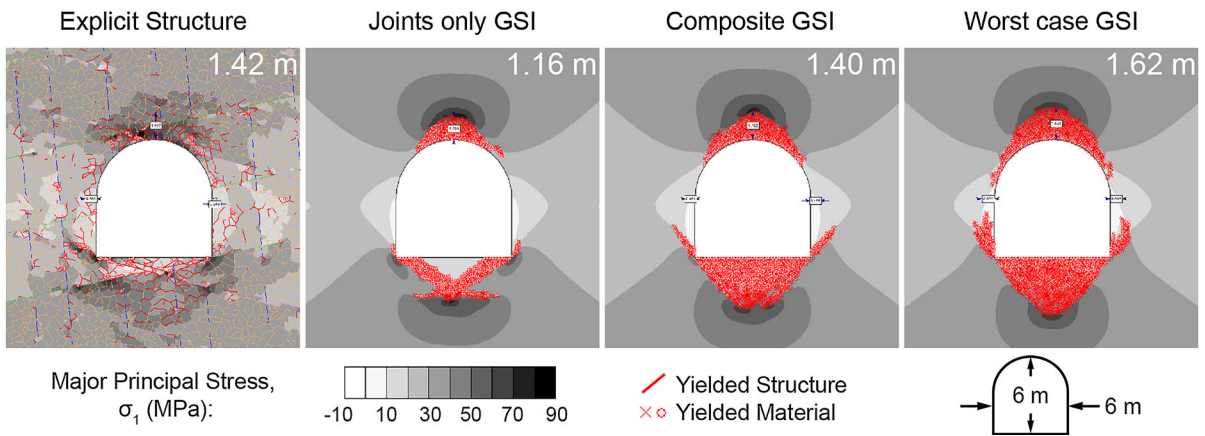 Explicit Structure
Joints only GSI
Composite GSI
Worst case GSI
1.42 m
1.16 m
1.40 m
1.62 m
Major Principal Stress,
σ1 (MPa):
-10 10 30 50 70 90
Yielded Structure
Yielded Material
6 m
6 m